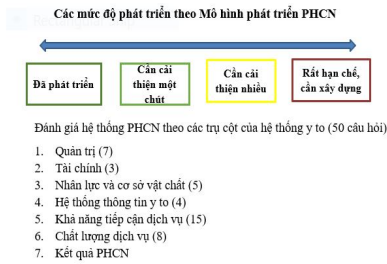 Các mức độ phát triển theo Mô hình phát triển PHCN
Đã phát triển
Cần cải
thiện một
chút
Cần cải
thiện nhiều
Rất hạn chế,
cần xây dựng
Đánh giá hệ thống PHCN theo các trụ cột của hệ thống y to (50 câu hỏi)
1. Quản trị (7)
2. Tài chính (3)
3. Nhân lực và cơ sở vật chất (5)
4. Hệ thống thông tin y to (4)
5. Khả năng tiếp cận dịch vụ (15)
6. Chất lượng dịch vụ (8)
7. Kết quả PHCN